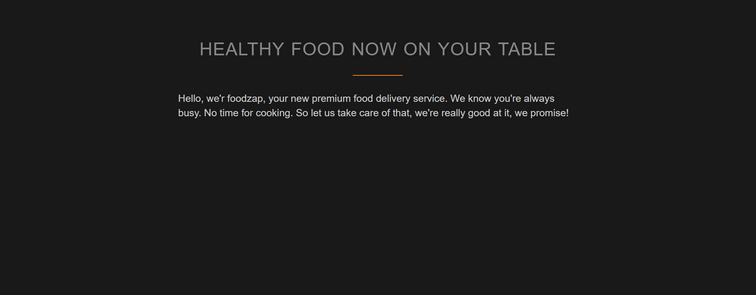 HEALTHY FOOD NOW ON YOUR TABLE
Hello, we'r foodzap, your new premium food delivery service. We know you're always
busy. No time for cooking. So let us take care of that, we're really good at it, we promise!